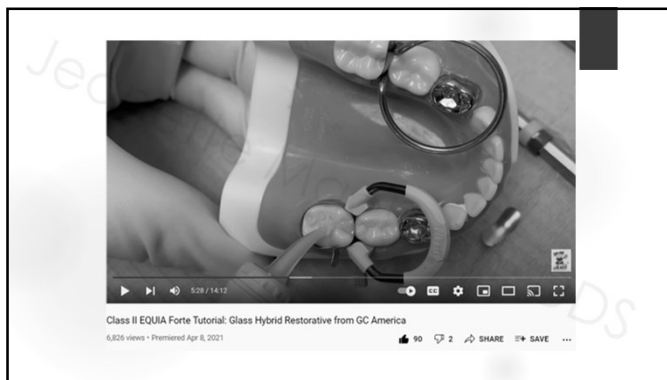 5:28 / 14:12
CC
Class II EQUIA Forte Tutorial: Glass Hybrid Restorative from GC America
6,826 views • Premiered Apr 8, 2021
90 2 SHARE SAVE ...